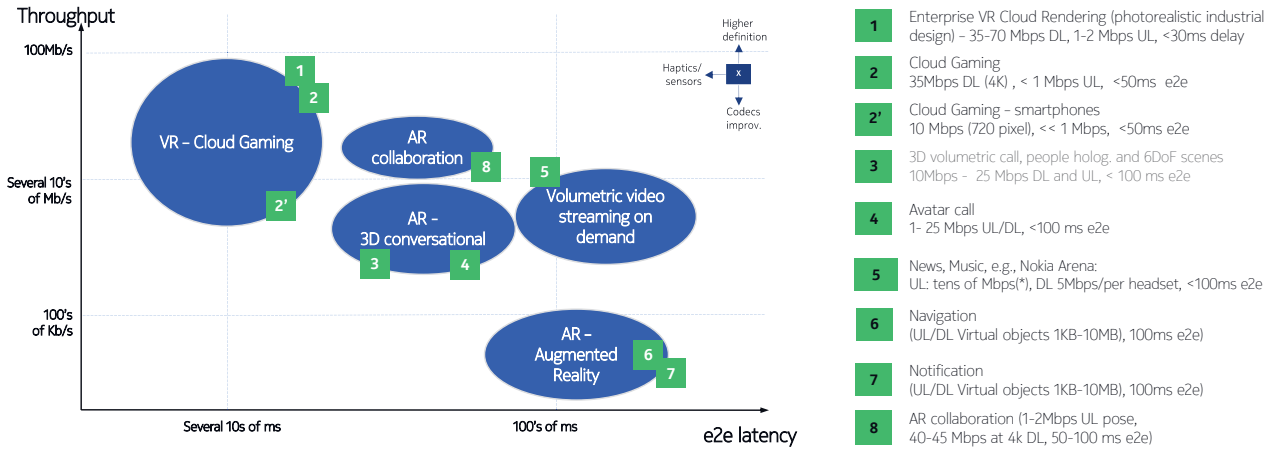 Throughput
100Mb/s
Several 10's
of Mb/s
100's
of Kb/s
Several 10s of ms
100's of ms
e2e latency
Higher
definition
Haptics/
sensors
X
Codecs
improv.
VR – Cloud Gaming
1
2
2'
AR
collaboration
8
AR –
3D conversational
3
4
5
Volumetric video
streaming on
demand
AR –
Augmented
Reality
6
7
1
Enterprise VR Cloud Rendering (photorealistic industrial
design) – 35-70 Mbps DL, 1-2 Mbps UL, <30ms delay
2
Cloud Gaming
35Mbps DL (4K) , < 1 Mbps UL, <50ms e2e
2'
Cloud Gaming – smartphones
10 Mbps (720 pixel), << 1 Mbps, <50ms e2e
3
3D volumetric call, people holog. and 6DoF scenes
10Mbps - 25 Mbps DL and UL, < 100 ms e2e
4
Avatar call
1- 25 Mbps UL/DL, <100 ms e2e
5
News, Music, e.g., Nokia Arena:
UL: tens of Mbps(*), DL 5Mbps/per headset, <100ms e2e
6
Navigation
(UL/DL Virtual objects 1KB-10MB), 100ms e2e)
7
Notification
(UL/DL Virtual objects 1KB-10MB), 100ms e2e)
8
AR collaboration (1-2Mbps UL pose,
40-45 Mbps at 4k DL, 50-100 ms e2e)